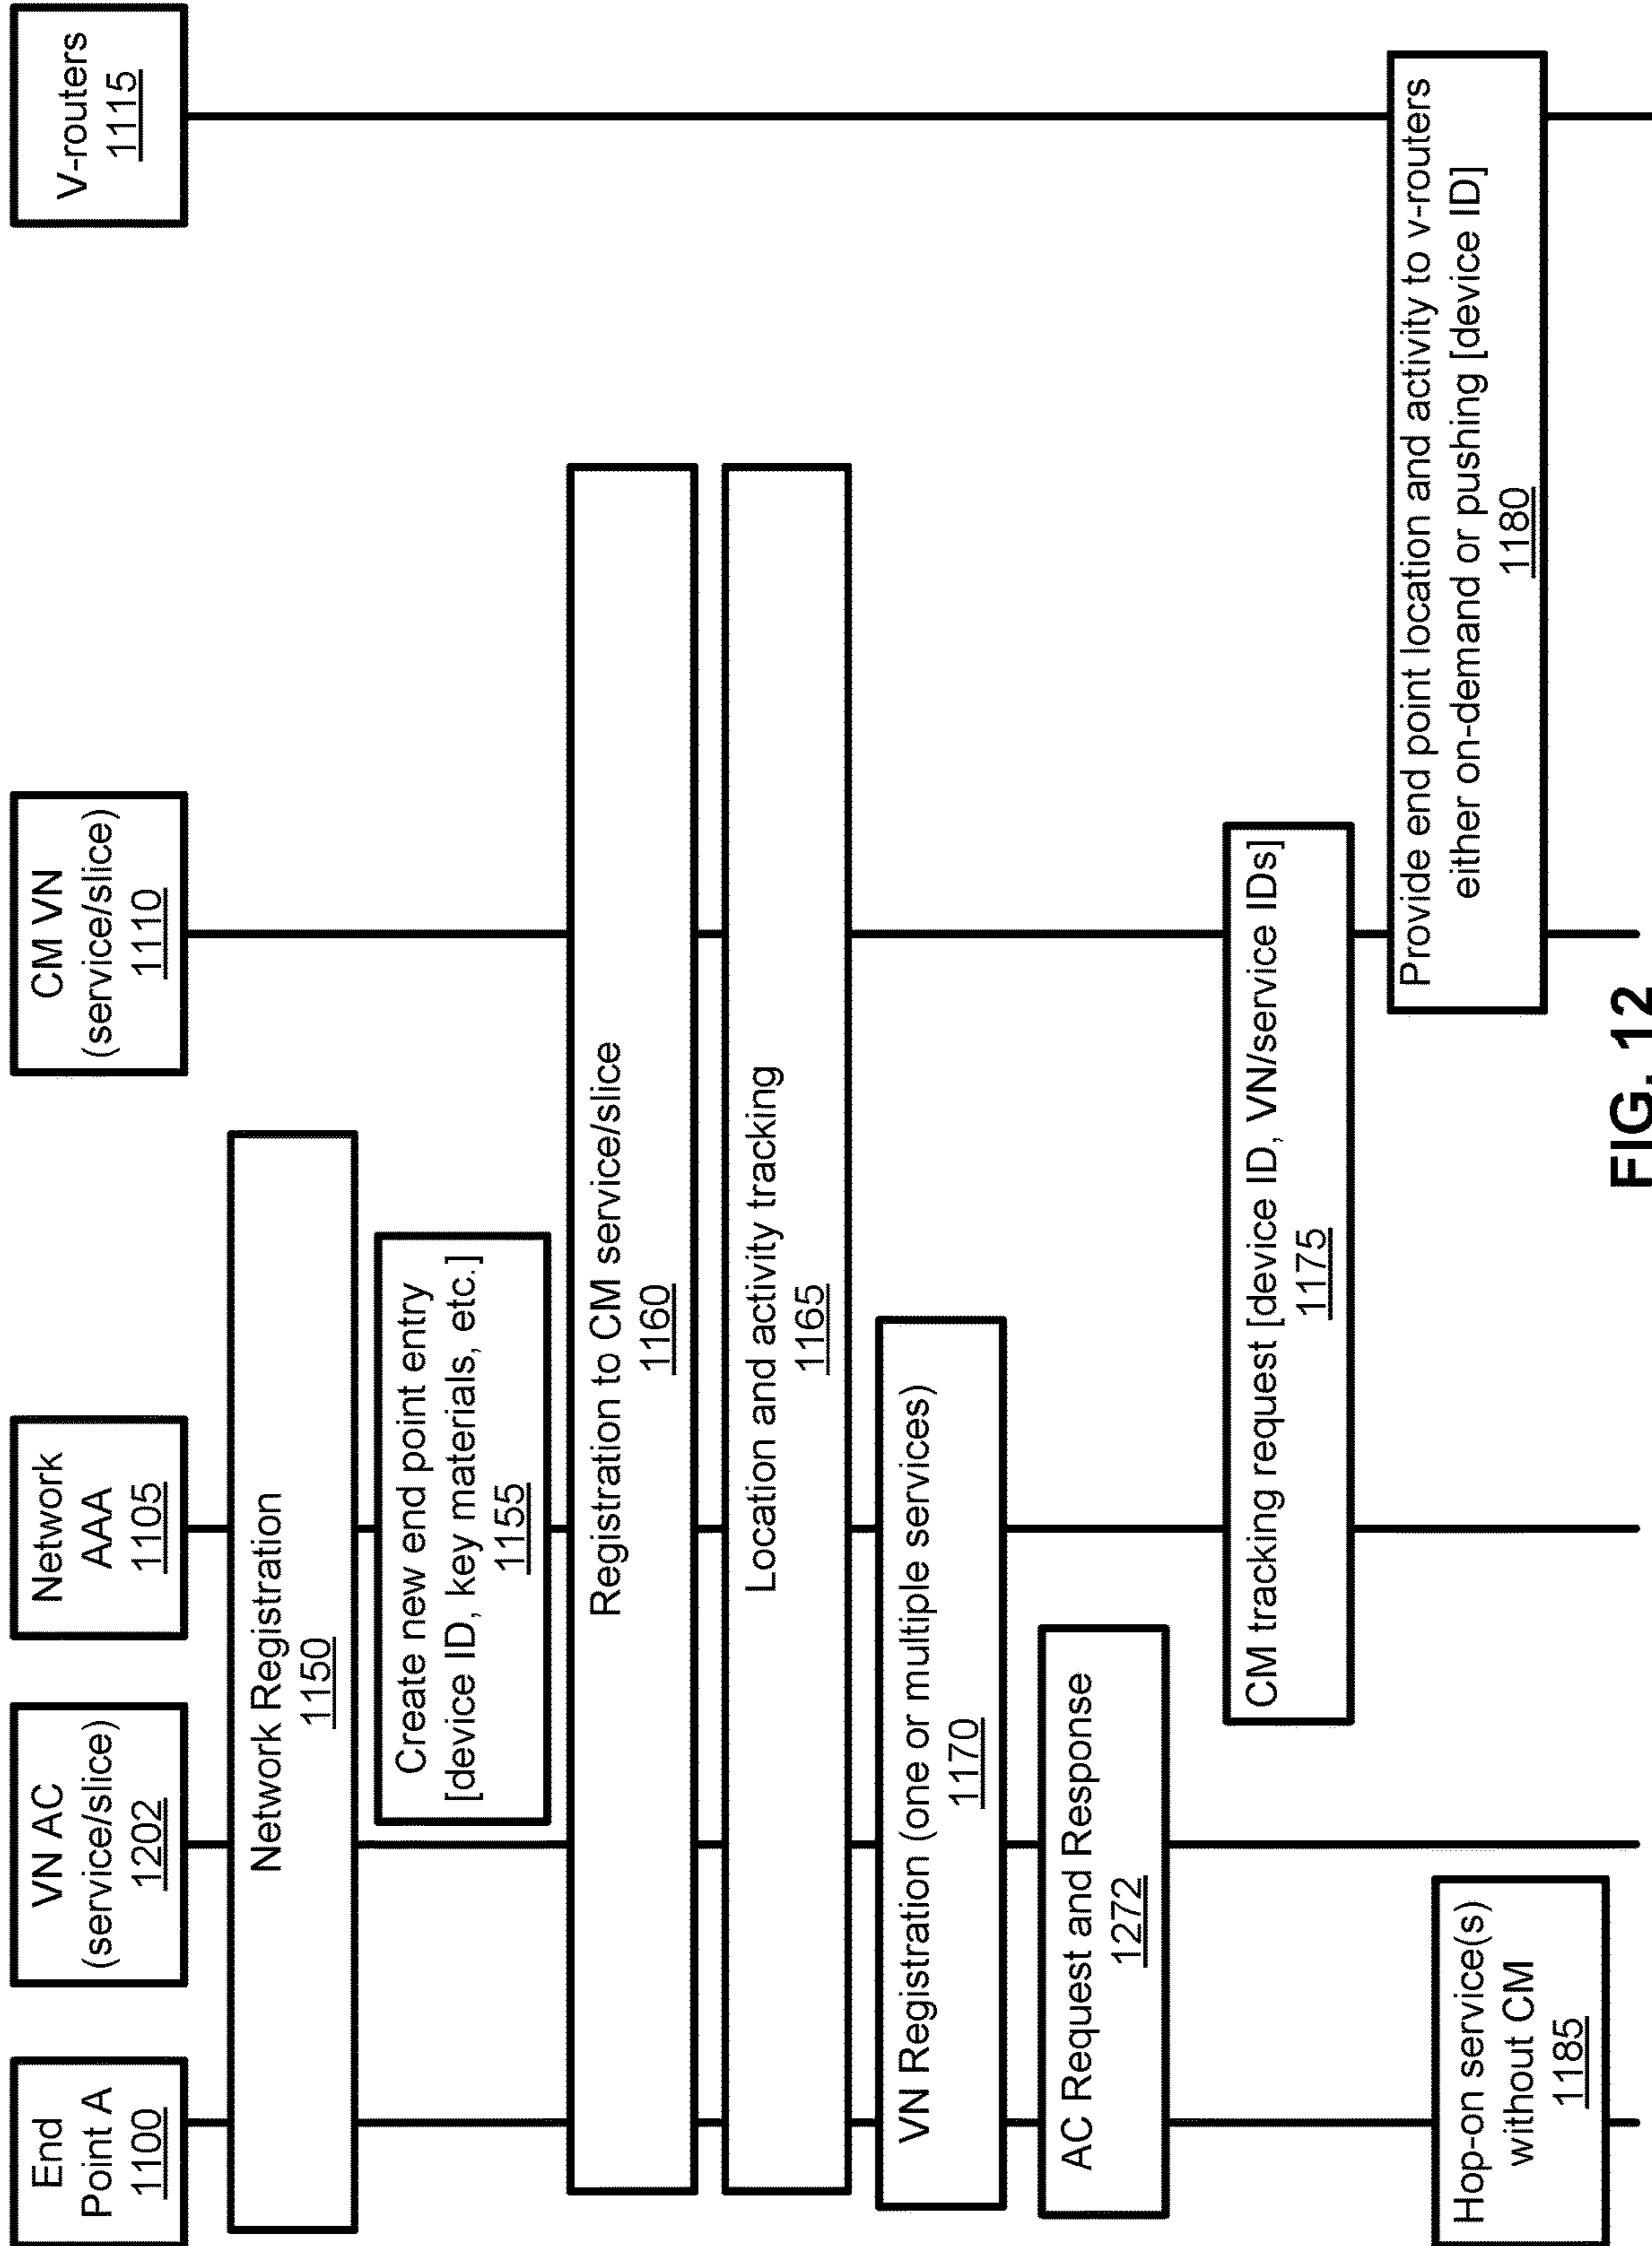 End
Point A
1100
VN AC
(service/slice)
1202
Network
AAA
1105
CM VN
(service/slice)
1110
V-routers
1115
Network Registration
1150
Create new end point entry
[device ID, key materials, etc.]
1155
Registration to CM service/slice
1160
Location and activity tracking
1165
VN Registration (one or multiple services)
1170
AC Request and Response
1272
CM tracking request [device ID, VN/service IDs]
1175
Provide end point location and activity to v-routers
either on-demand or pushing [device ID]
1180
Hop-on service(s)
without CM
1185
FIG. 12